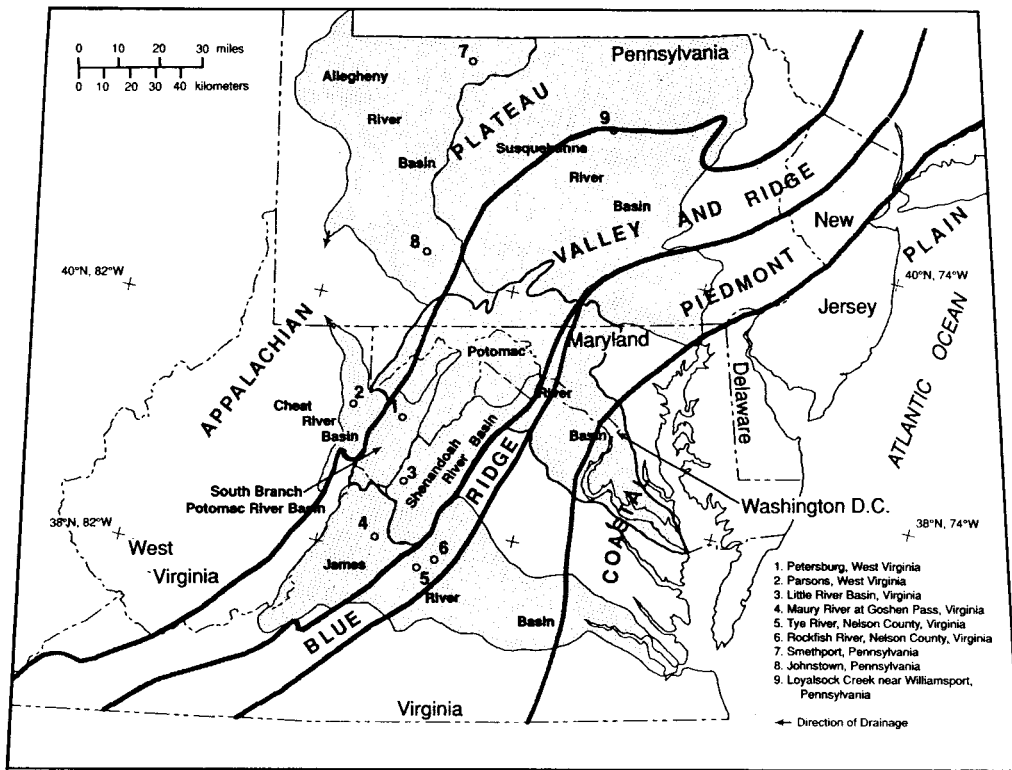 0 10 20 30 miles
0 10 20 30 40 kilometers
7
Pennsylvania
Allegheny
River
Basin
PLATEAU
9
Susquehanna
River
Basin
VALLEY AND RIDGE
New
Jersey
PLAIN
8
40°N, 82°W
40°N, 74°W
PIEDMONT
APPALACHIAN
Maryland
Potomac
River
Basin
Delaware
ATLANTIC OCEAN
2
Cheat
River
Basin
1
3
Shenandoah
River Basin
South Branch
Potomac River Basin
BLUE RIDGE
Washington D.C.
COASTAL
38°N, 82°W
38°N, 74°W
West
Virginia
4
James
River
Basin
5
6
Virginia
1. Petersburg, West Virginia
2. Parsons, West Virginia
3. Little River Basin, Virginia
4. Maury River at Goshen Pass, Virginia
5. Tye River, Nelson County, Virginia
6. Rockfish River, Nelson County, Virginia
7. Smethport, Pennsylvania
8. Johnstown, Pennsylvania
9. Loyalsock Creek near Williamsport,
Pennsylvania
Direction of Drainage